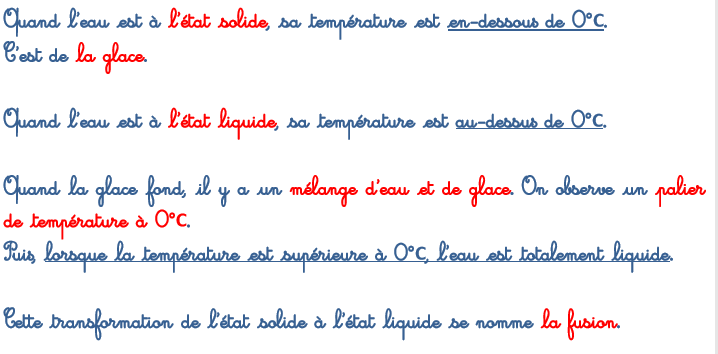 Quand l'eau est à l'état solide, sa température est en-dessous de 0°C.
C'est de la glace.
Quand l'eau est à l'état liquide, sa température est au-dessus de 0°C.
Quand la glace fond, il y a un mélange d'eau et de glace. On observe un palier
de température à 0°C.
Puis, lorsque la température est supérieure à 0°C, l'eau est totalement liquide.
Cette transformation de l'état solide à l'état liquide se nomme la fusion.